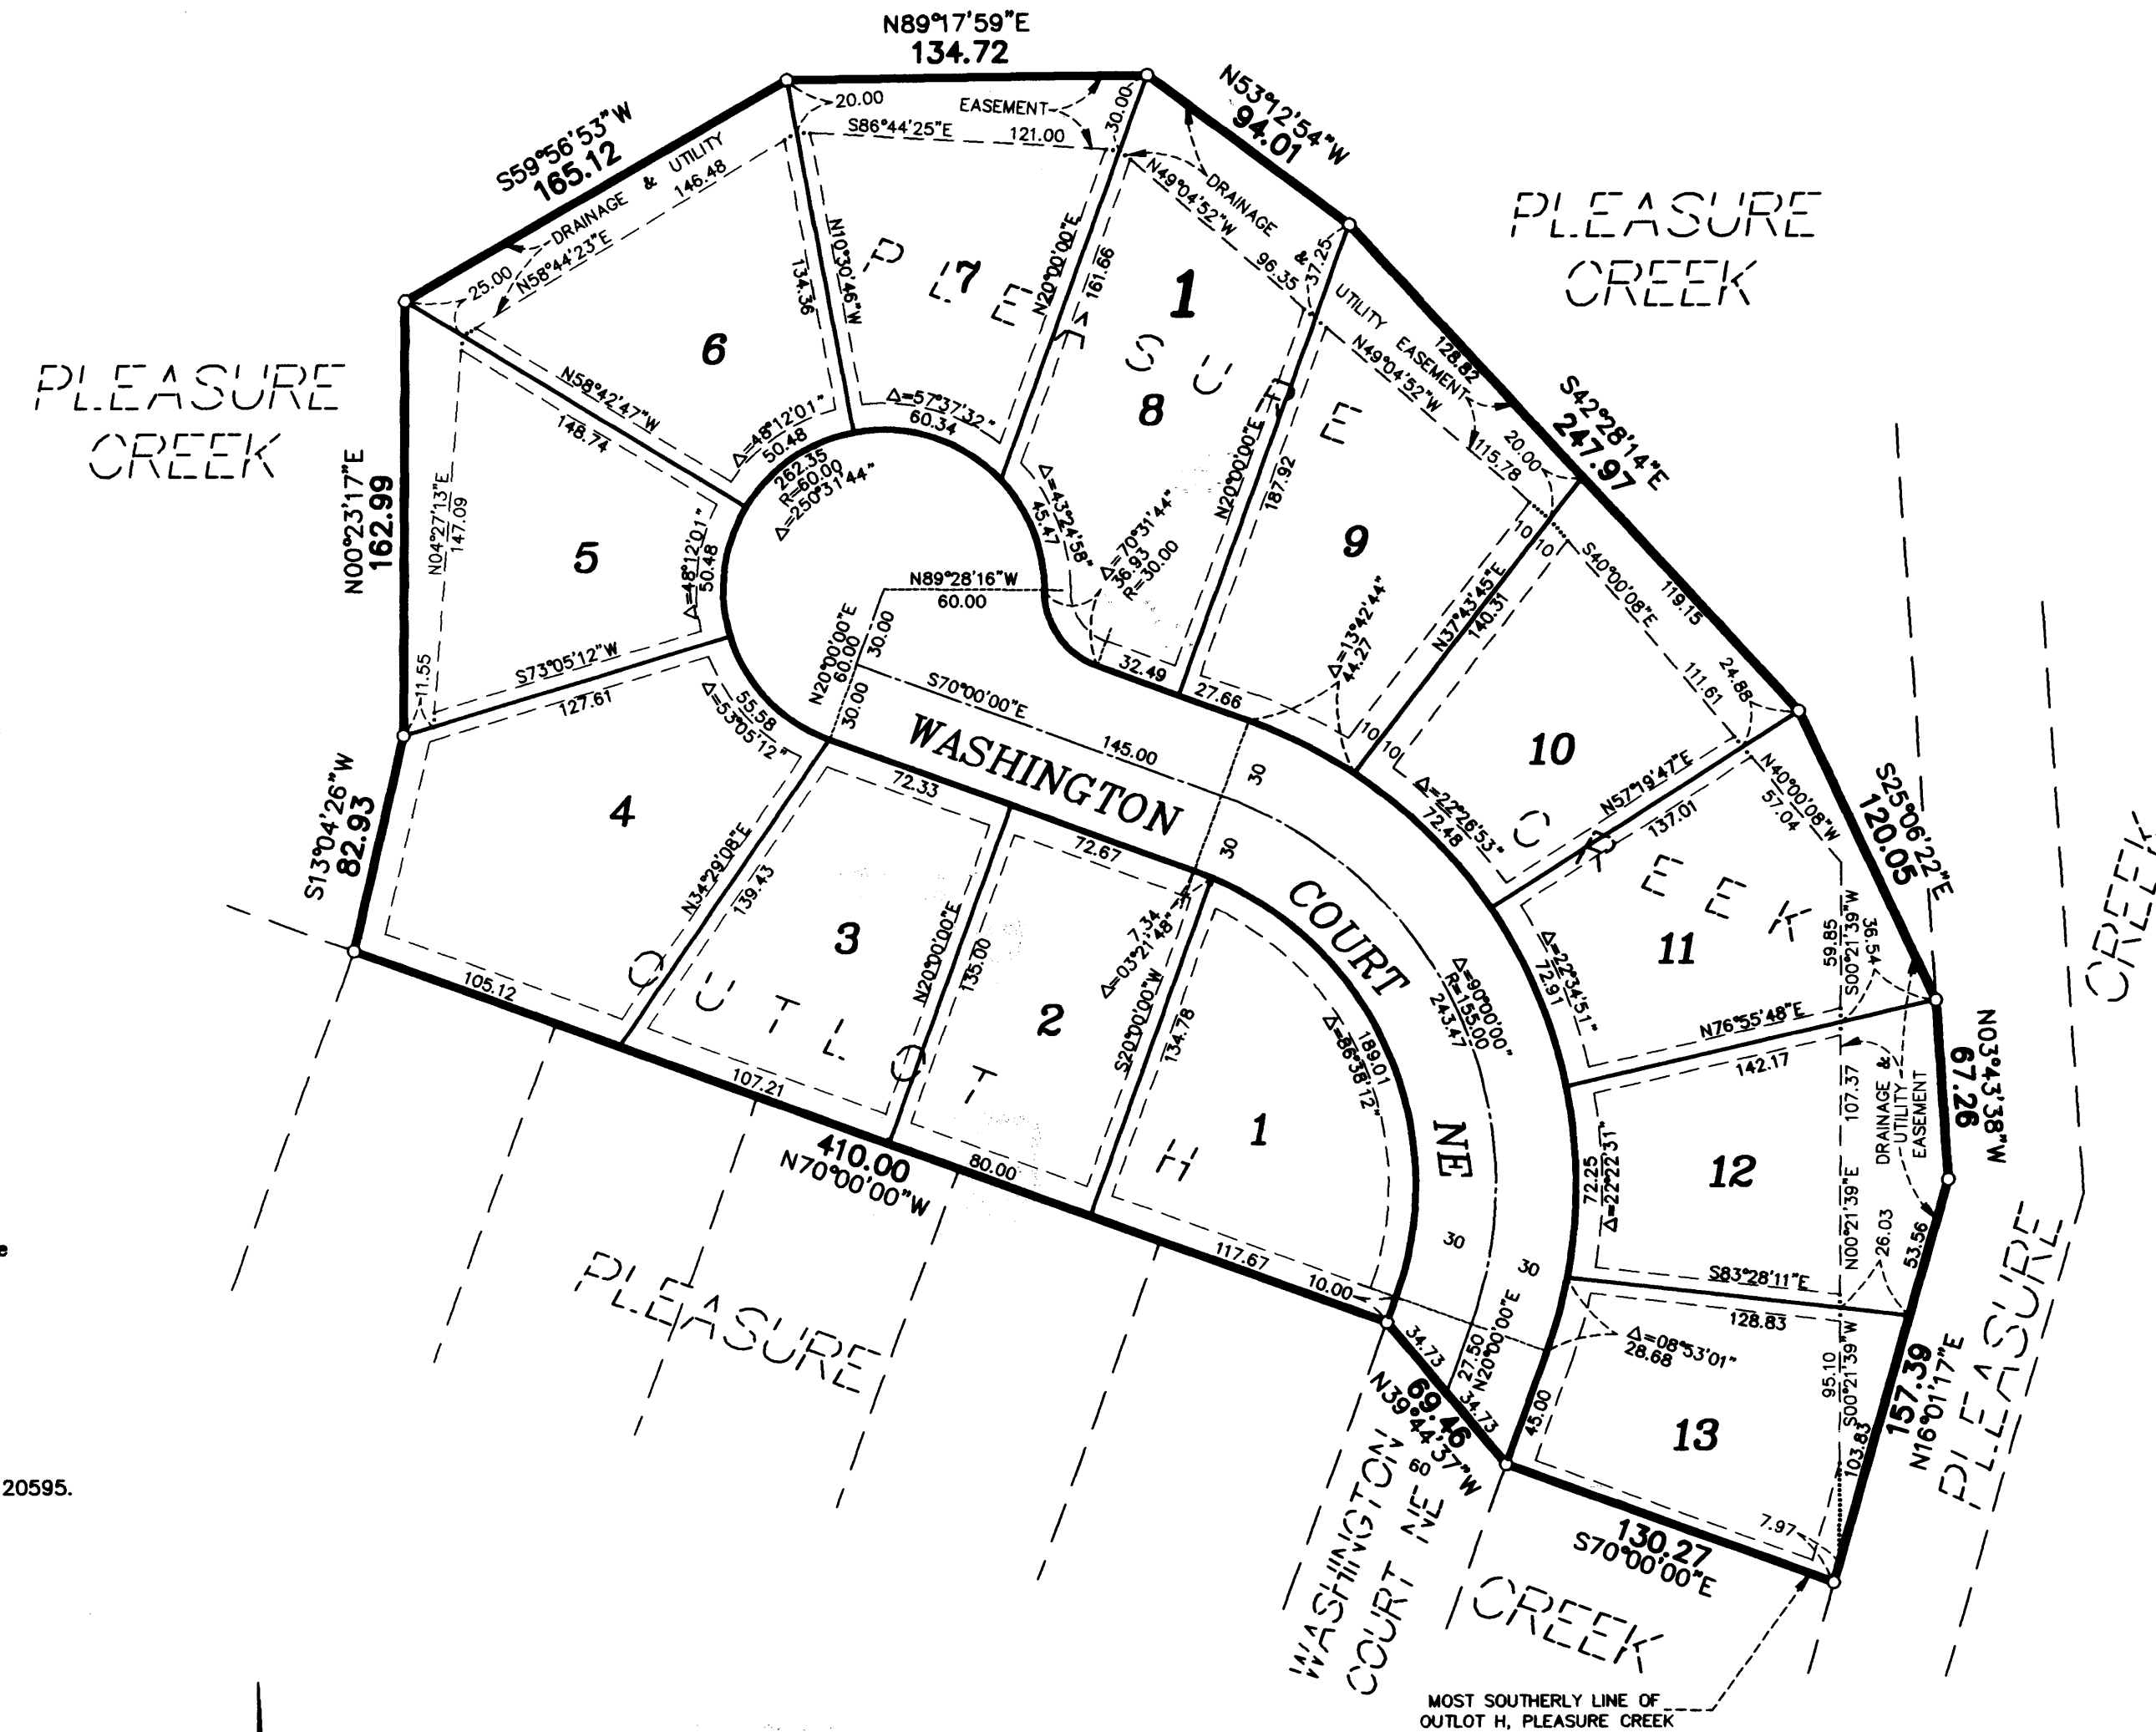 N89°17'59"E
134.72
S59°56'53"W
165.12
N53°12'54"W
94.01
20.00
EASEMENT
30.00
S86°44'25"E
121.00
DRAINAGE & UTILITY
146.48
N58°44'23"E
25.00
N49°04'52"W
96.35
DRAINAGE &
UTILITY EASEMENT
37.25
PLEASURE
CREEK
PLEASURE
CREEK
N10°30'46"W
134.36
N20°00'00"E
161.66
7
1
6
8
PLEASURE
CREEK
128.82
N49°04'52"W
115.78
20.00
S42°28'14"E
247.97
N58°42'47"W
148.74
Δ=48°12'01"
50.48
Δ=57°37'32"
60.34
262.35
R=60.00
Δ=250°31'44"
Δ=43°24'58"
45.47
Δ=70°31'44"
36.93
R=30.00
N20°00'00"E
187.92
9
N00°23'17"E
162.99
N04°27'13"E
147.09
5
Δ=48°12'01"
50.48
N89°28'16"W
60.00
10
10
S40°00'08"E
111.61
119.15
24.88
N37°43'45"E
140.31
Δ=13°42'44"
44.27
11.55
S73°05'12"W
127.61
55.58
Δ=53°05'12"
N20°00'00"E
60.00
30.00
30.00
S70°00'00"E
145.00
32.49
27.66
10
10
10
WASHINGTON
COURT
NE
30
30
72.33
72.67
4
S13°04'26"W
82.93
N34°29'08"E
139.43
3
N20°00'00"E
135.00
2
7.34
Δ=03°21'48"
S20°00'00"W
134.78
1
Δ=22°26'53"
72.48
N57°19'47"E
137.01
N40°00'08"W
57.04
S25°06'22"E
120.05
11
59.85
S00°21'39"W
36.54
Δ=22°34'51"
72.91
N76°55'48"E
142.17
Δ=90°00'00"
R=155.00
243.47
189.01
Δ=86°38'12"
105.12
OUTLOT
H
107.21
410.00
N70°00'00"W
80.00
117.67
10.00
30
30
12
72.25
Δ=22°22'31"
107.37
N00°21'39"E
DRAINAGE &
UTILITY
EASEMENT
26.03
N03°43'38"W
67.26
53.56
S83°28'11"E
128.83
Δ=08°53'01"
28.68
34.73
34.73
27.50
N20°00'00"E
69.46
N39°44'37"W
45.00
13
95.10
S00°21'39"W
103.83
157.39
N16°01'17"E
7.97
130.27
S70°00'00"E
PLEASURE
CREEK
PLEASURE
CREEK
WASHINGTON
COURT NE
60
e
20595.
MOST SOUTHERLY LINE OF
OUTLOT H, PLEASURE CREEK